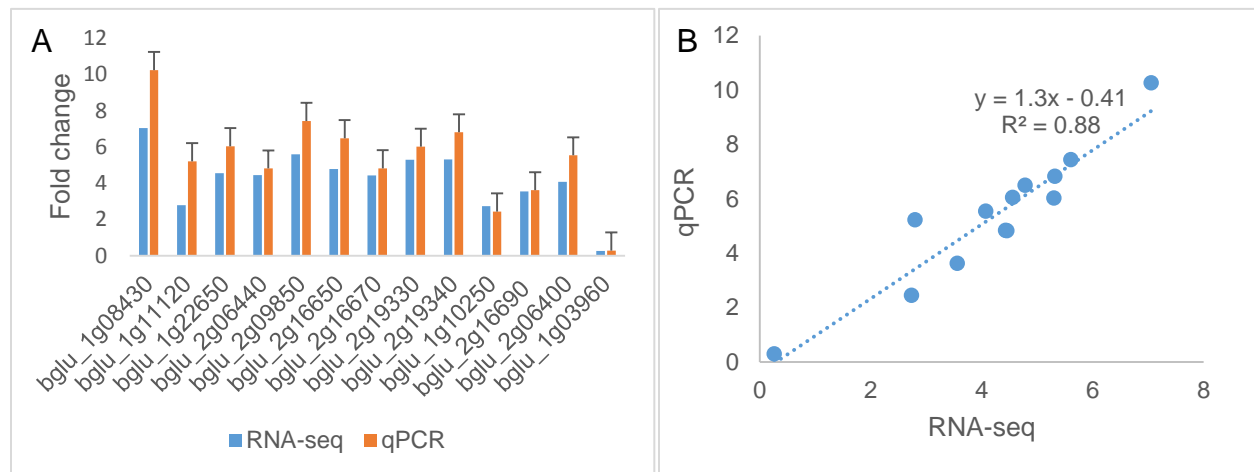 A
Fold change
12
10
8
6
4
2
0
bglu_1g08430
bglu_1g11120
bglu_1g22650
bglu_2g06440
bglu_2g09850
bglu_2g16650
bglu_2g16670
bglu_2g19330
bglu_2g19340
bglu_1g10250
bglu_2g16690
bglu_2g06400
bglu_1g03960
RNA-seq qPCR
B
qPCR
12
10
8
6
4
2
0
y = 1.3x - 0.41
R² = 0.88
0 2 4 6 8
RNA-seq